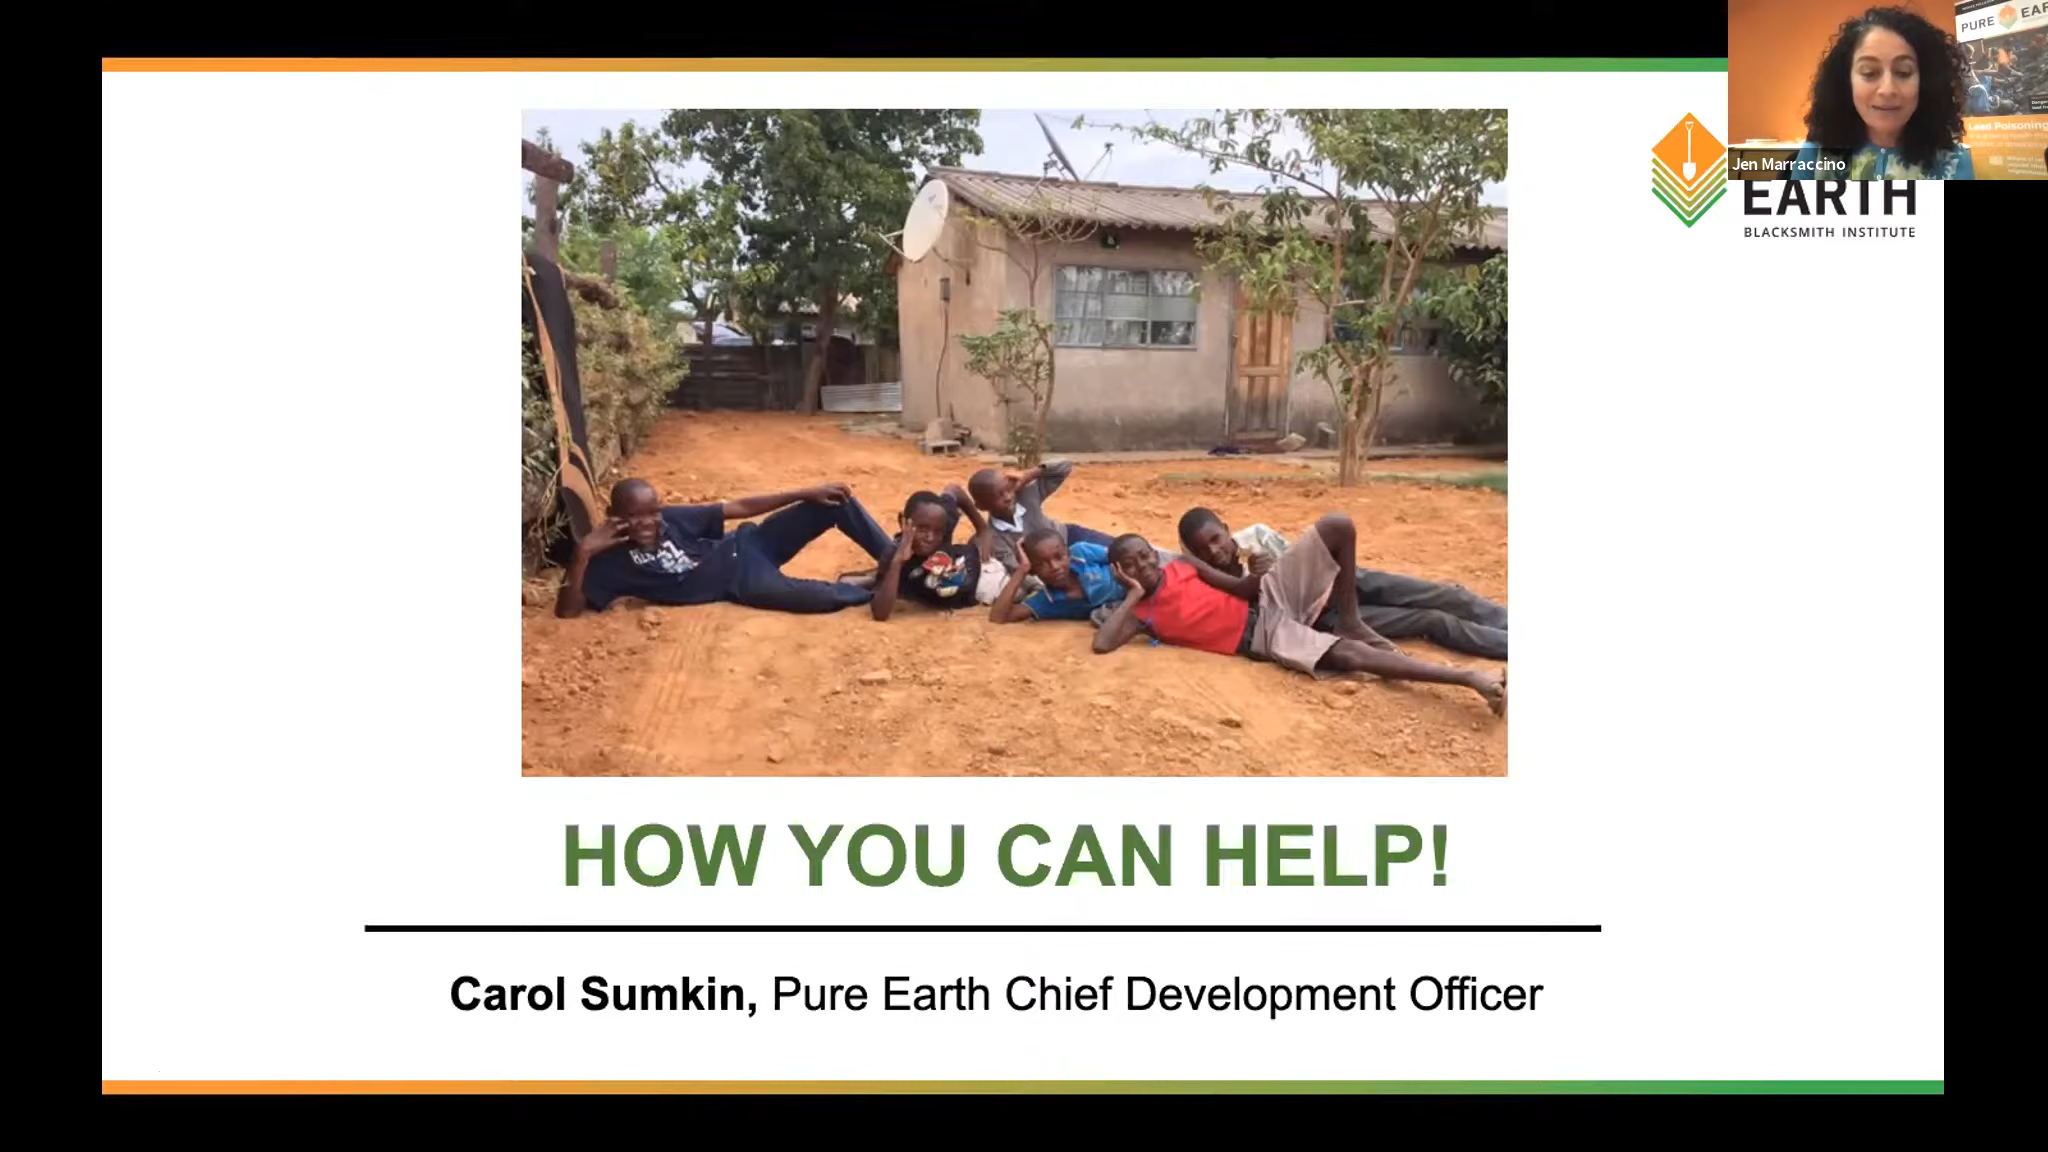 PURE EAR
Lead Poisoning
Jen Marraccino
EARTH
BLACKSMITH INSTITUTE
HOW YOU CAN HELP!
Carol Sumkin, Pure Earth Chief Development Officer